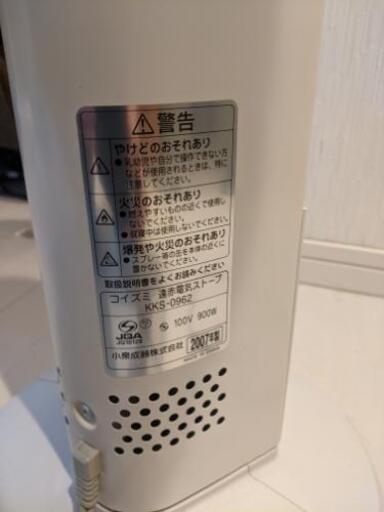 警告
やけどのおそれあり
●乳幼児や自分で操作できない方
などが使用されるときは、特に
注意してください。
火災のおそれあり
●燃えやすいものの近くで使用し
ないでください。
●就寝中は使用しないでください。
爆発や火災のおそれあり
●スプレー等の缶を本体の近くに
置かないでください。
取扱説明書をよくお読みください
コイズミ 遠赤電気ストーブ
KKS-0962
JQA
100V 900W
小泉成器株式会社
2007年製